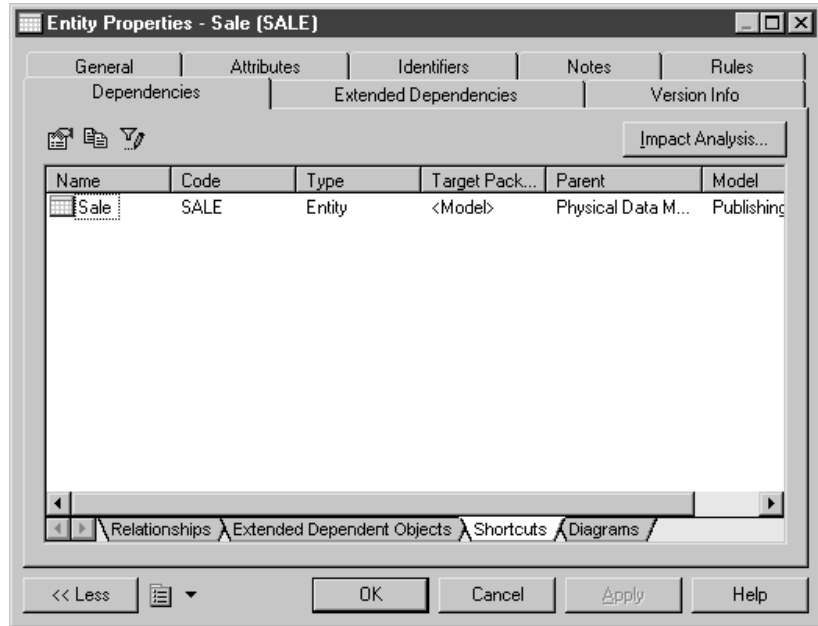 Entity Properties - Sale (SALE)
General Attributes Identifiers Notes Rules
Dependencies Extended Dependencies Version Info
Impact Analysis...
Name Code Type Target Pack... Parent Model
Sale SALE Entity <Model> Physical Data M... Publishing
Relationships Extended Dependent Objects Shortcuts Diagrams
<< Less OK Cancel Apply Help